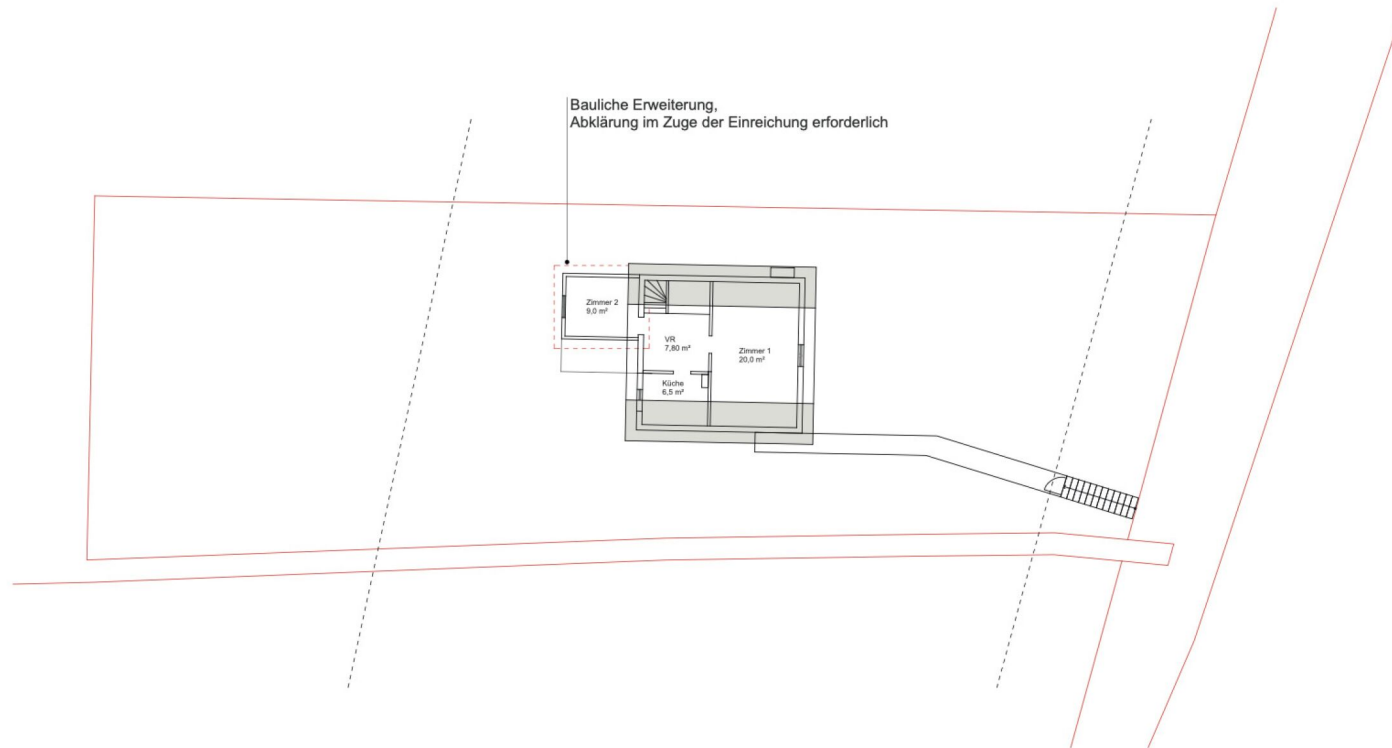 Bauliche Erweiterung,
Abklärung im Zuge der Einreichung erforderlich
Zimmer 2
9,0 m²
VR
7,80 m²
Zimmer 1
20,0 m²
Küche
6,5 m²